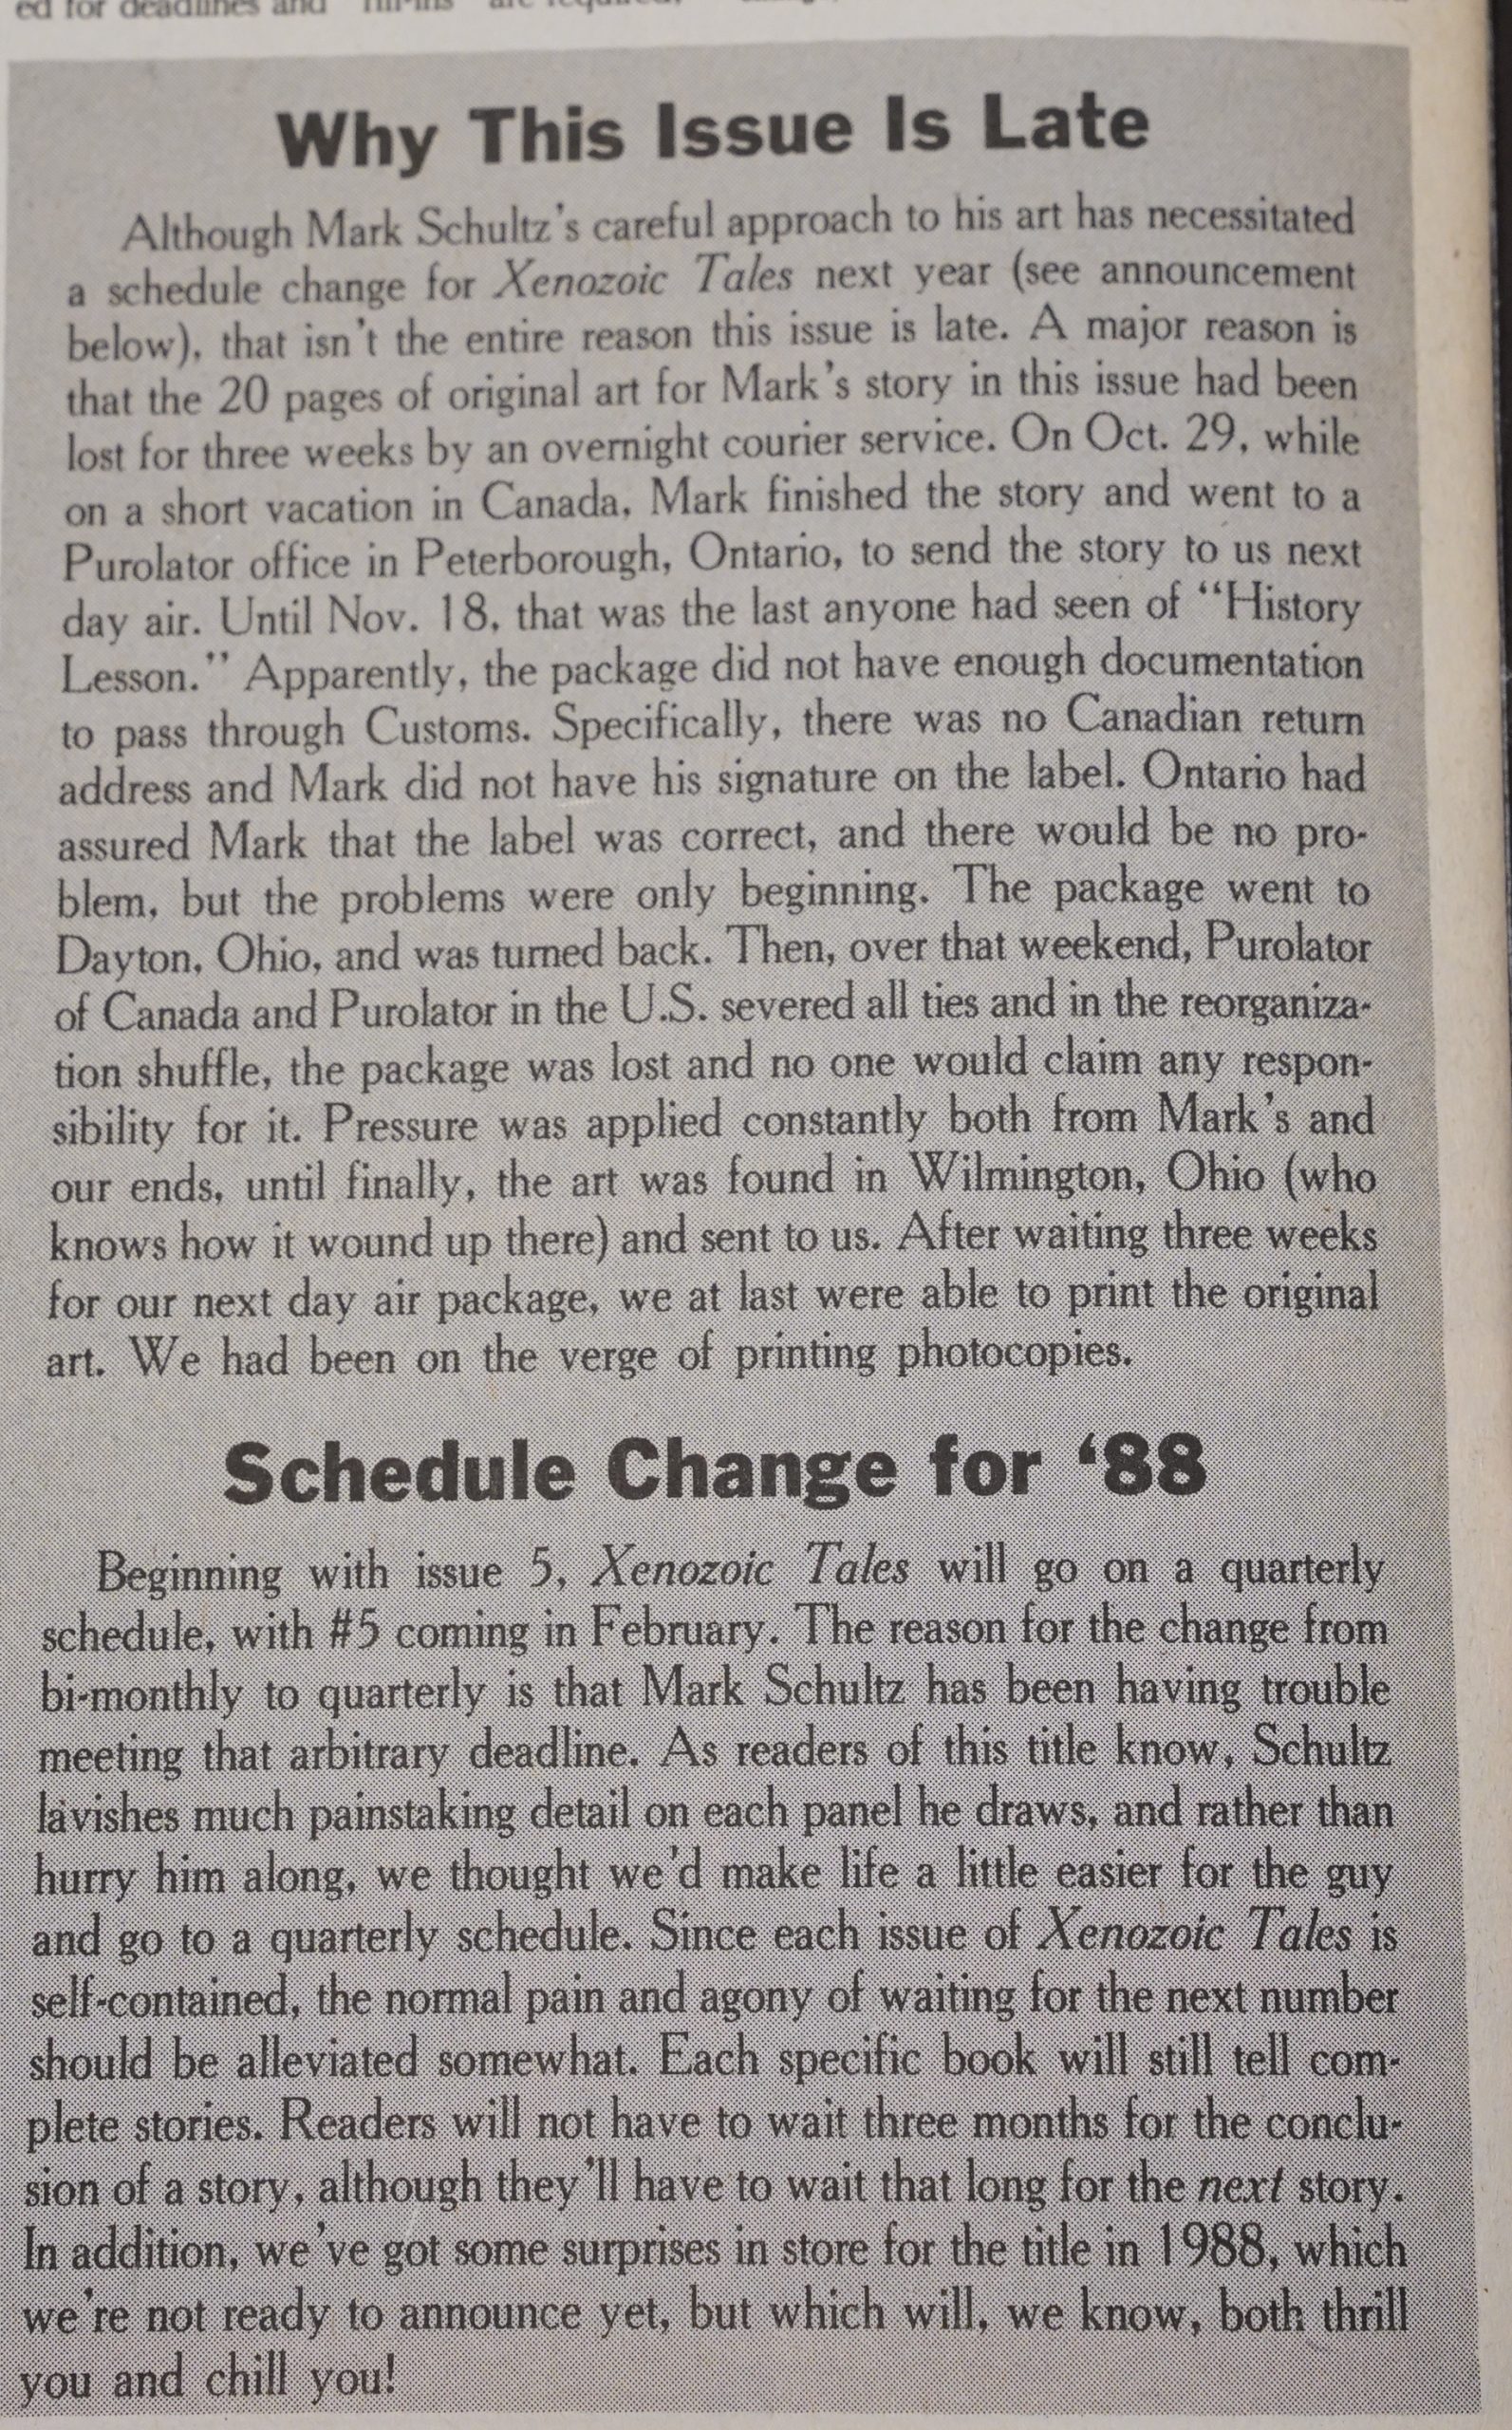 ed for deadlines and "fill-ins" are required,
Why This Issue Is Late
Although Mark Schultz's careful approach to his art has necessitated
a schedule change for Xenozoic Tales next year (see announcement
below), that isn't the entire reason this issue is late. A major reason is
that the 20 pages of original art for Mark's story in this issue had been
lost for three weeks by an overnight courier service. On Oct. 29, while
on a short vacation in Canada, Mark finished the story and went to a
Purolator office in Peterborough, Ontario, to send the story to us next
day air. Until Nov. 18, that was the last anyone had seen of "History
Lesson." Apparently, the package did not have enough documentation
to pass through Customs. Specifically, there was no Canadian return
address and Mark did not have his signature on the label. Ontario had
assured Mark that the label was correct, and there would be no pro-
blem, but the problems were only beginning. The package went to
Dayton, Ohio, and was turned back. Then, over that weekend, Purolator
of Canada and Purolator in the U.S. severed all ties and in the reorganiza-
tion shuffle, the package was lost and no one would claim any respon-
sibility for it. Pressure was applied constantly both from Mark's and
our ends, until finally, the art was found in Wilmington, Ohio (who
knows how it wound up there) and sent to us. After waiting three weeks
for our next day air package, we at last were able to print the original
art. We had been on the verge of printing photocopies.
Schedule Change for '88
Beginning with issue 5, Xenozoic Tales will go on a quarterly
schedule, with #5 coming in February. The reason for the change from
bi-monthly to quarterly is that Mark Schultz has been having trouble
meeting that arbitrary deadline. As readers of this title know, Schultz
lavishes much painstaking detail on each panel he draws, and rather than
hurry him along, we thought we'd make life a little easier for the guy
and go to a quarterly schedule. Since each issue of Xenozoic Tales is
self-contained, the normal pain and agony of waiting for the next number
should be alleviated somewhat. Each specific book will still tell com-
plete stories. Readers will not have to wait three months for the conclu-
sion of a story, although they'll have to wait that long for the next story.
In addition, we've got some surprises in store for the title in 1988, which
we're not ready to announce yet, but which will, we know, both thrill
you and chill you!